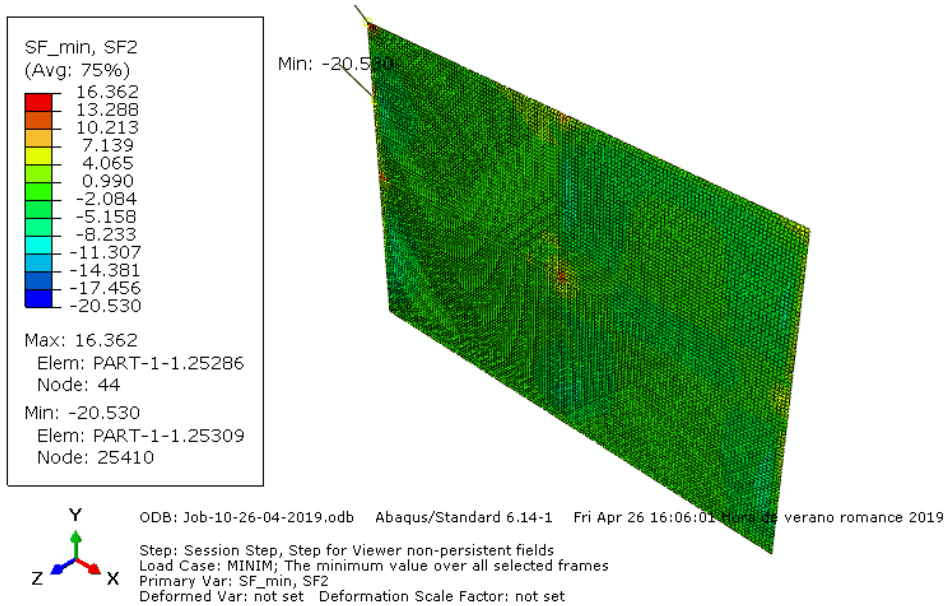 SF_min, SF2
(Avg: 75%)
16.362
13.288
10.213
7.139
4.065
0.990
-2.084
-5.158
-8.233
-11.307
-14.381
-17.456
-20.530
Max: 16.362
Elem: PART-1-1.25286
Node: 44
Min: -20.530
Elem: PART-1-1.25309
Node: 25410
Min: -20.530
Y
Z
X
ODB: Job-10-26-04-2019.odb Abaqus/Standard 6.14-1 Fri Apr 26 16:06:01 Hora de verano romance 2019
Step: Session Step, Step for Viewer non-persistent fields
Load Case: MINIM; The minimum value over all selected frames
Primary Var: SF_min, SF2
Deformed Var: not set Deformation Scale Factor: not set